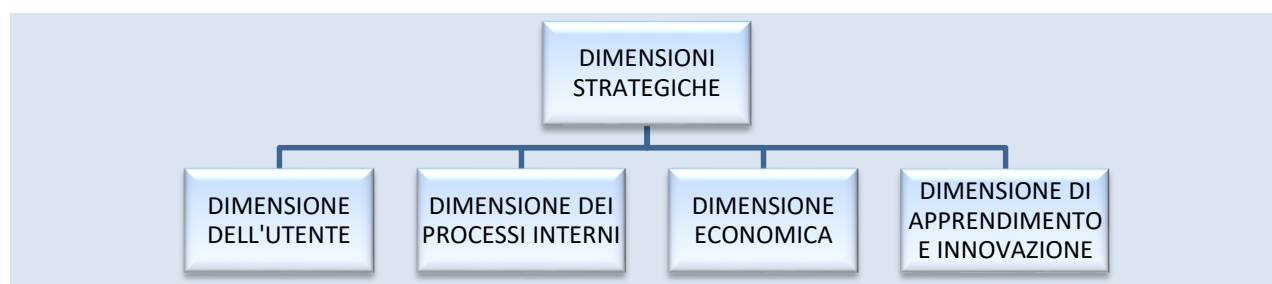 DIMENSIONI
STRATEGICHE
DIMENSIONE
DELL'UTENTE
DIMENSIONE DEI
PROCESSI INTERNI
DIMENSIONE
ECONOMICA
DIMENSIONE DI
APPRENDIMENTO
E INNOVAZIONE